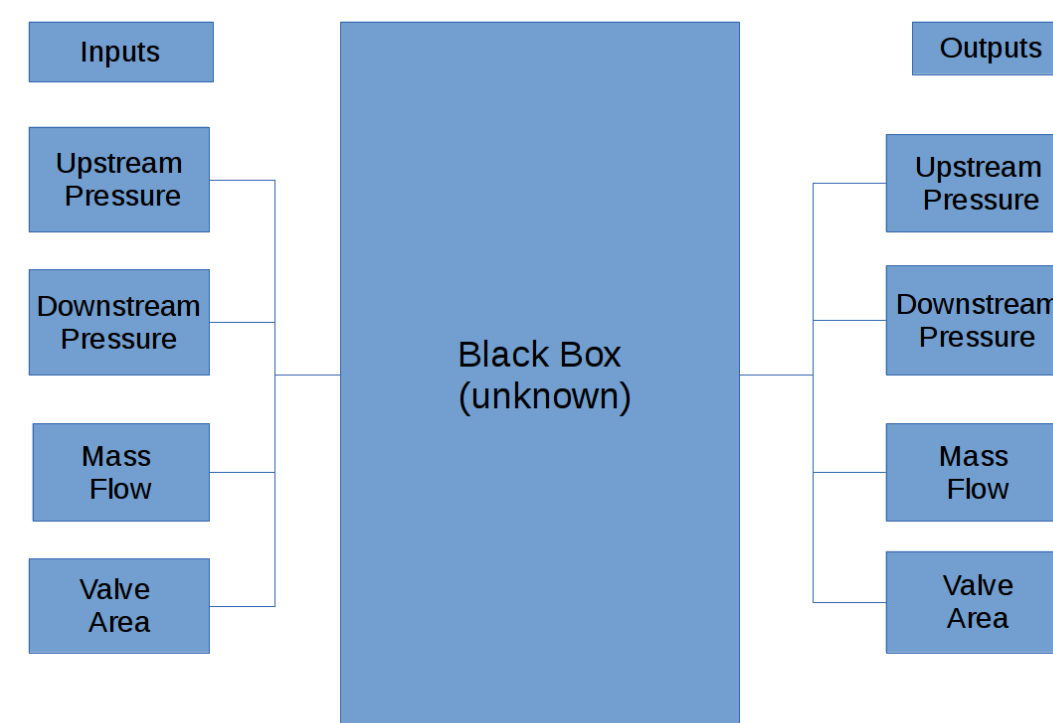 Inputs
Upstream
Pressure
Downstream
Pressure
Mass
Flow
Valve
Area
Black Box
(unknown)
Outputs
Upstream
Pressure
Downstream
Pressure
Mass
Flow
Valve
Area